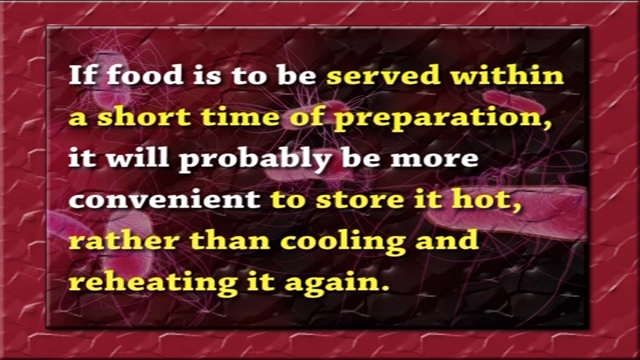 If food is to be served within
a short time of preparation,
it will probably be more
convenient to store it hot,
rather than cooling and
reheating it again.